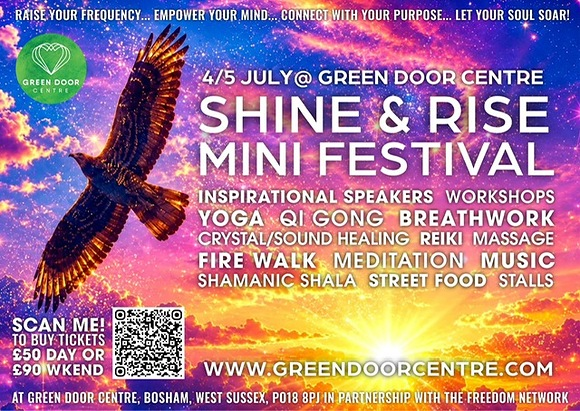 RAISE YOUR FREQUENCY... EMPOWER YOUR MIND... CONNECT WITH YOUR PURPOSE... LET YOUR SOUL SOAR!
GREEN DOOR
CENTRE
4/5 JULY@ GREEN DOOR CENTRE
SHINE & RISE
MINI FESTIVAL
INSPIRATIONAL SPEAKERS WORKSHOPS
YOGA QI GONG BREATHWORK
CRYSTAL/SOUND HEALING REIKI MASSAGE
FIRE WALK MEDITATION MUSIC
SHAMANIC SHALA STREET FOOD STALLS
SCAN ME!
TO BUY TICKETS
£50 DAY OR
£90 WKEND
WWW.GREENDOORCENTRE.COM
AT GREEN DOOR CENTRE, BOSHAM, WEST SUSSEX, PO18 8PJ IN PARTNERSHIP WITH THE FREEDOM NETWORK